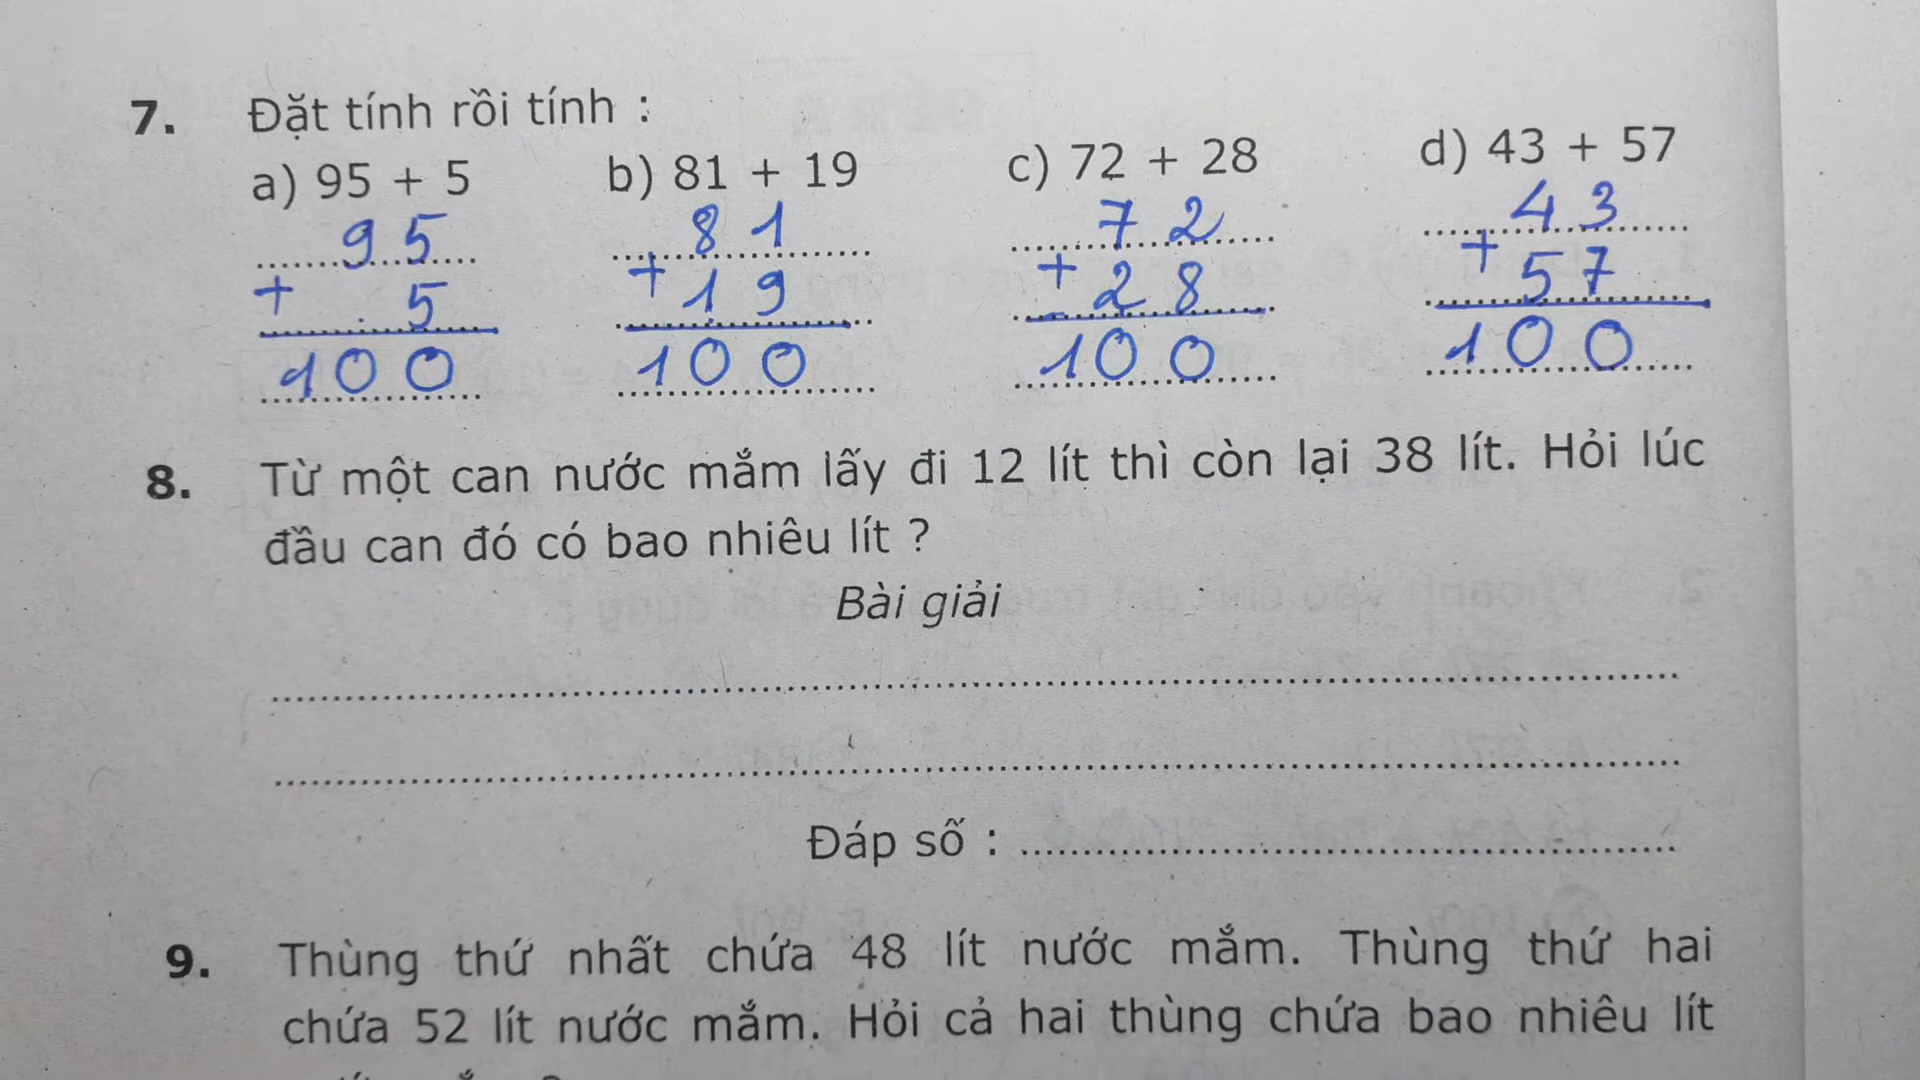 7. Đặt tính rồi tính :
a) 95 + 5 b) 81 + 19 c) 72 + 28 d) 43 + 57
95 81 72 43
+ 5 + 19 + 28 + 57
100 100 100 100
8. Từ một can nước mắm lấy đi 12 lít thì còn lại 38 lít. Hỏi lúc
đầu can đó có bao nhiêu lít ?
Bài giải
Đáp số :
9. Thùng thứ nhất chứa 48 lít nước mắm. Thùng thứ hai
chứa 52 lít nước mắm. Hỏi cả hai thùng chứa bao nhiêu lít